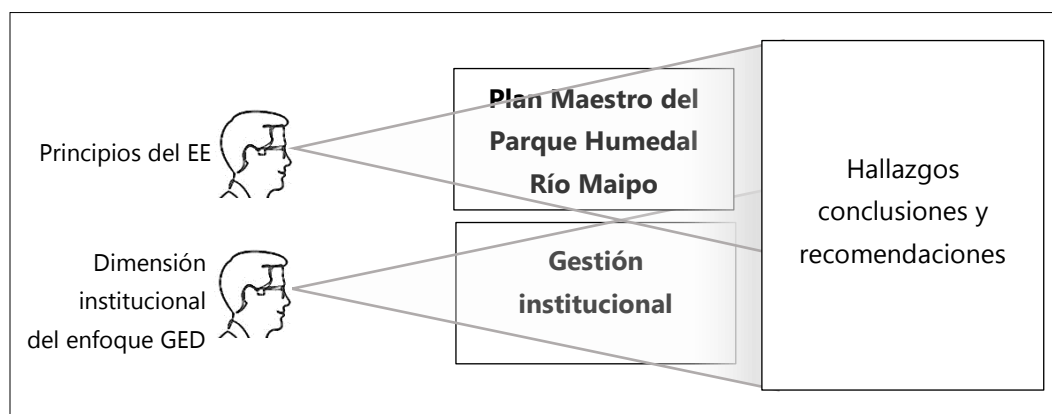 Principios del EE
Plan Maestro del
Parque Humedal
Río Maipo
Dimensión
institucional
del enfoque GED
Gestión
institucional
Hallazgos
conclusiones y
recomendaciones